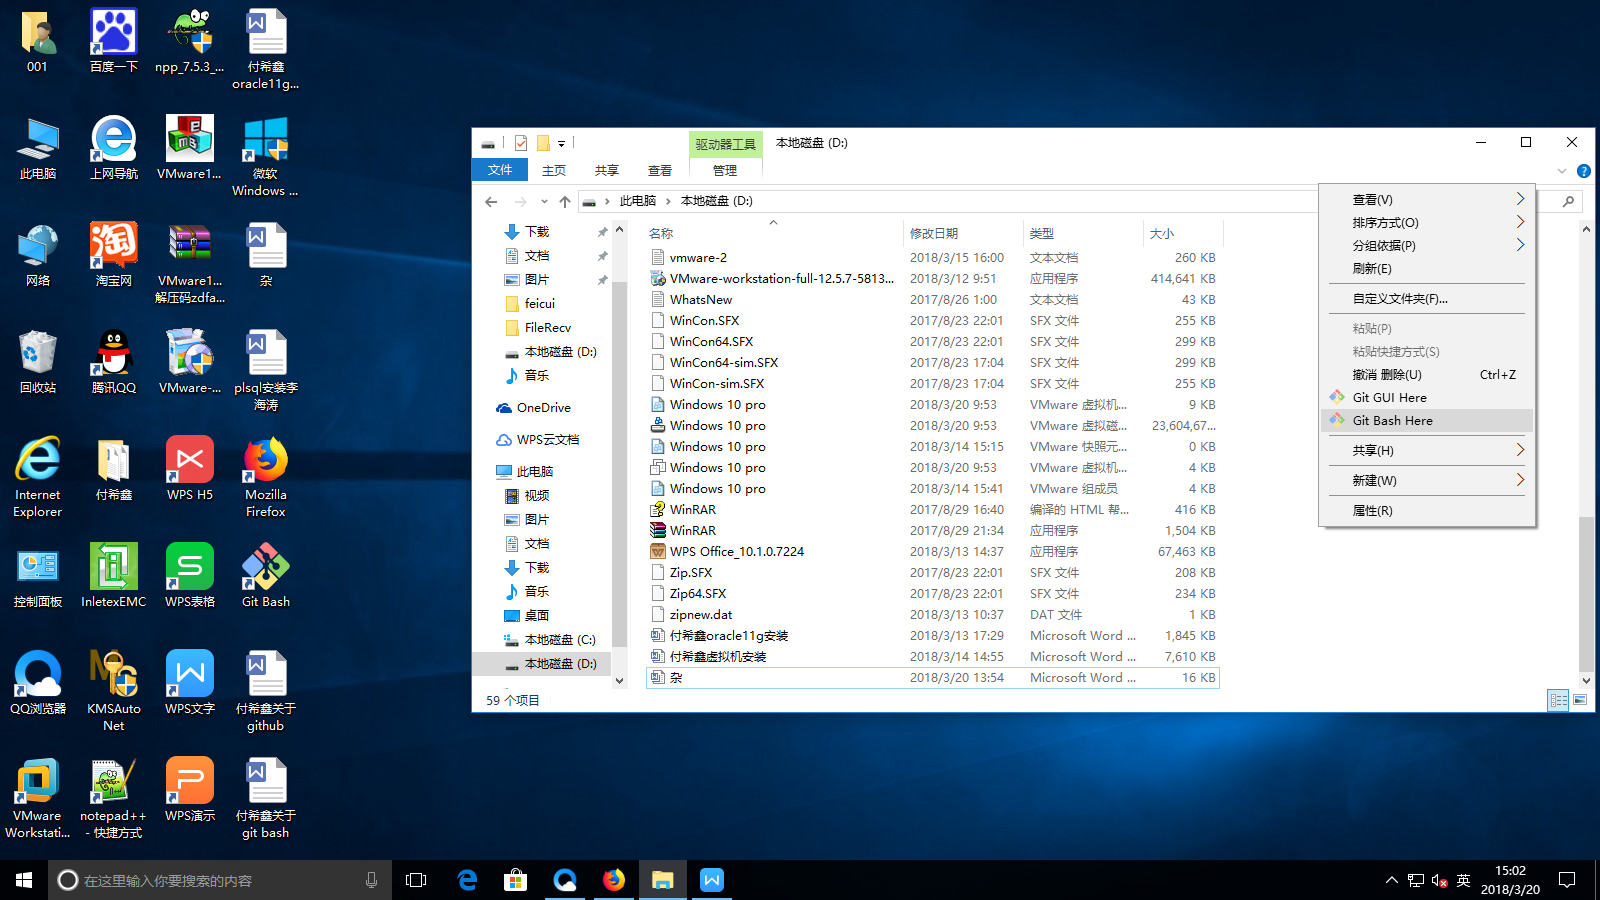 001
百度一下
npp_7.5.3_...
付希鑫
oracle11g...
此电脑
上网导航
VMware1...
微软
Windows ...
网络
淘宝网
VMware1...
解压码zdfa...
杂
回收站
腾讯QQ
VMware-...
plsql安装李
海涛
Internet
Explorer
付希鑫
WPS H5
Mozilla
Firefox
控制面板
InletexEMC
WPS表格
Git Bash
QQ浏览器
KMSAuto
Net
WPS文字
付希鑫关于
github
VMware
Workstati...
notepad++
- 快捷方式
WPS演示
付希鑫关于
git bash
驱动器工具
本地磁盘 (D:)
文件
主页
共享
查看
管理
此电脑
本地磁盘 (D:)
下载
文档
图片
feicui
FileRecv
本地磁盘 (D:)
音乐
OneDrive
WPS云文档
此电脑
视频
图片
文档
下载
音乐
桌面
本地磁盘 (C:)
本地磁盘 (D:)
名称 修改日期 类型 大小
vmware-2 2018/3/15 16:00 文本文档 260 KB
VMware-workstation-full-12.5.7-5813... 2018/3/12 9:51 应用程序 414,641 KB
WhatsNew 2017/8/26 1:00 文本文档 43 KB
WinCon.SFX 2017/8/23 22:01 SFX 文件 255 KB
WinCon64.SFX 2017/8/23 22:01 SFX 文件 299 KB
WinCon64-sim.SFX 2017/8/23 17:04 SFX 文件 299 KB
WinCon-sim.SFX 2017/8/23 17:04 SFX 文件 255 KB
Windows 10 pro 2018/3/20 9:53 VMware 虚拟机... 9 KB
Windows 10 pro 2018/3/20 9:53 VMware 虚拟磁... 23,604,67...
Windows 10 pro 2018/3/14 15:15 VMware 快照元... 0 KB
Windows 10 pro 2018/3/20 9:53 VMware 虚拟机... 4 KB
Windows 10 pro 2018/3/14 15:41 VMware 组成员 4 KB
WinRAR 2017/8/29 16:40 编译的 HTML 帮... 416 KB
WinRAR 2017/8/29 21:34 应用程序 1,504 KB
WPS Office_10.1.0.7224 2018/3/13 14:37 应用程序 67,463 KB
Zip.SFX 2017/8/23 22:01 SFX 文件 208 KB
Zip64.SFX 2017/8/23 22:01 SFX 文件 234 KB
zipnew.dat 2018/3/13 10:37 DAT 文件 1 KB
付希鑫oracle11g安装 2018/3/13 17:29 Microsoft Word ... 1,845 KB
付希鑫虚拟机安装 2018/3/14 14:55 Microsoft Word ... 7,610 KB
杂 2018/3/20 13:54 Microsoft Word ... 16 KB
59 个项目
查看(V)
排序方式(O)
分组依据(P)
刷新(E)
自定义文件夹(F)...
粘贴(P)
粘贴快捷方式(S)
撤消 删除(U) Ctrl+Z
Git GUI Here
Git Bash Here
共享(H)
新建(W)
属性(R)
在这里输入你要搜索的内容
英
15:02
2018/3/20